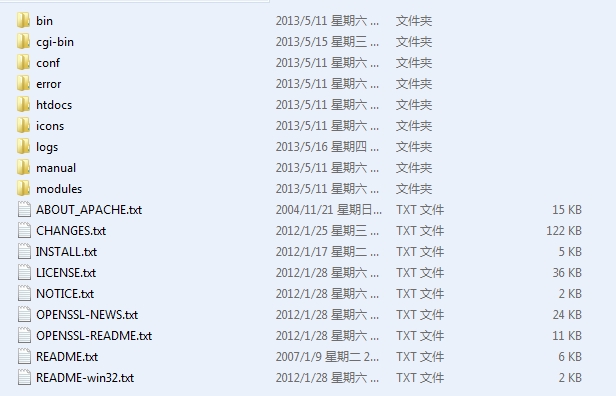 bin 2013/5/11 星期六 ... 文件夹
cgi-bin 2013/5/15 星期三 ... 文件夹
conf 2013/5/11 星期六 ... 文件夹
error 2013/5/11 星期六 ... 文件夹
htdocs 2013/5/11 星期六 ... 文件夹
icons 2013/5/11 星期六 ... 文件夹
logs 2013/5/16 星期四 ... 文件夹
manual 2013/5/11 星期六 ... 文件夹
modules 2013/5/11 星期六 ... 文件夹
ABOUT_APACHE.txt 2004/11/21 星期日... TXT 文件 15 KB
CHANGES.txt 2012/1/25 星期三 ... TXT 文件 122 KB
INSTALL.txt 2012/1/17 星期二 ... TXT 文件 5 KB
LICENSE.txt 2012/1/28 星期六 ... TXT 文件 36 KB
NOTICE.txt 2012/1/28 星期六 ... TXT 文件 2 KB
OPENSSL-NEWS.txt 2012/1/28 星期六 ... TXT 文件 24 KB
OPENSSL-README.txt 2012/1/28 星期六 ... TXT 文件 11 KB
README.txt 2007/1/9 星期二 2... TXT 文件 6 KB
README-win32.txt 2012/1/28 星期六 ... TXT 文件 2 KB